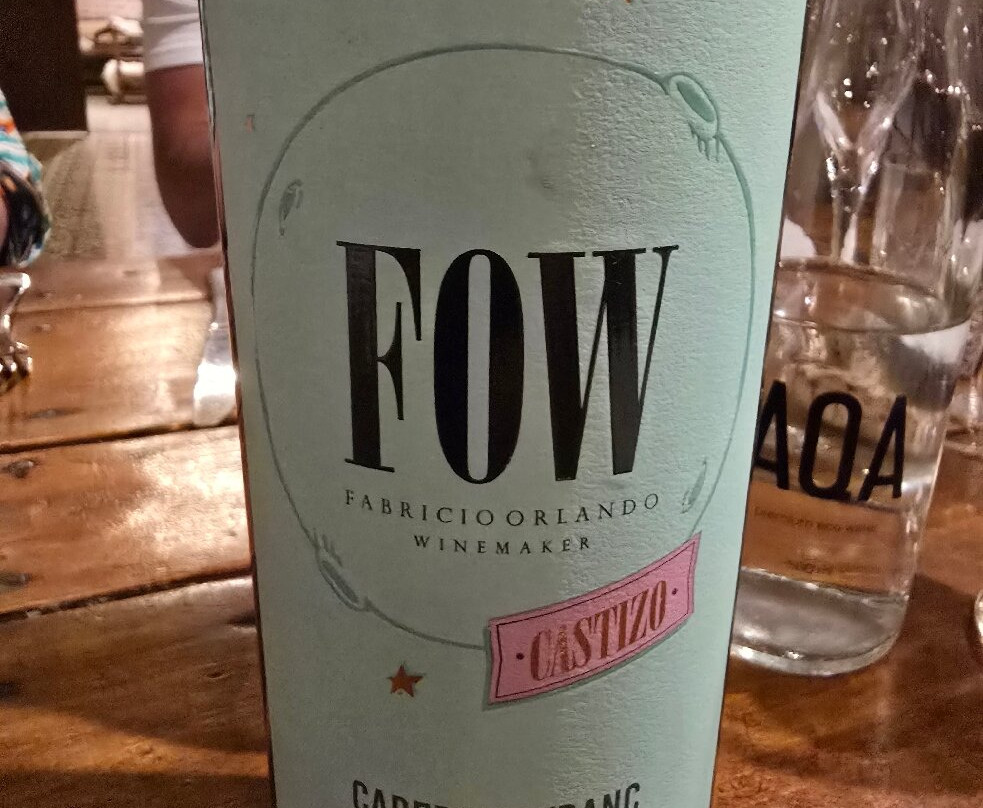 FOW
FABRICIO ORLANDO
WINEMAKER
·CASTIZO·
AQA